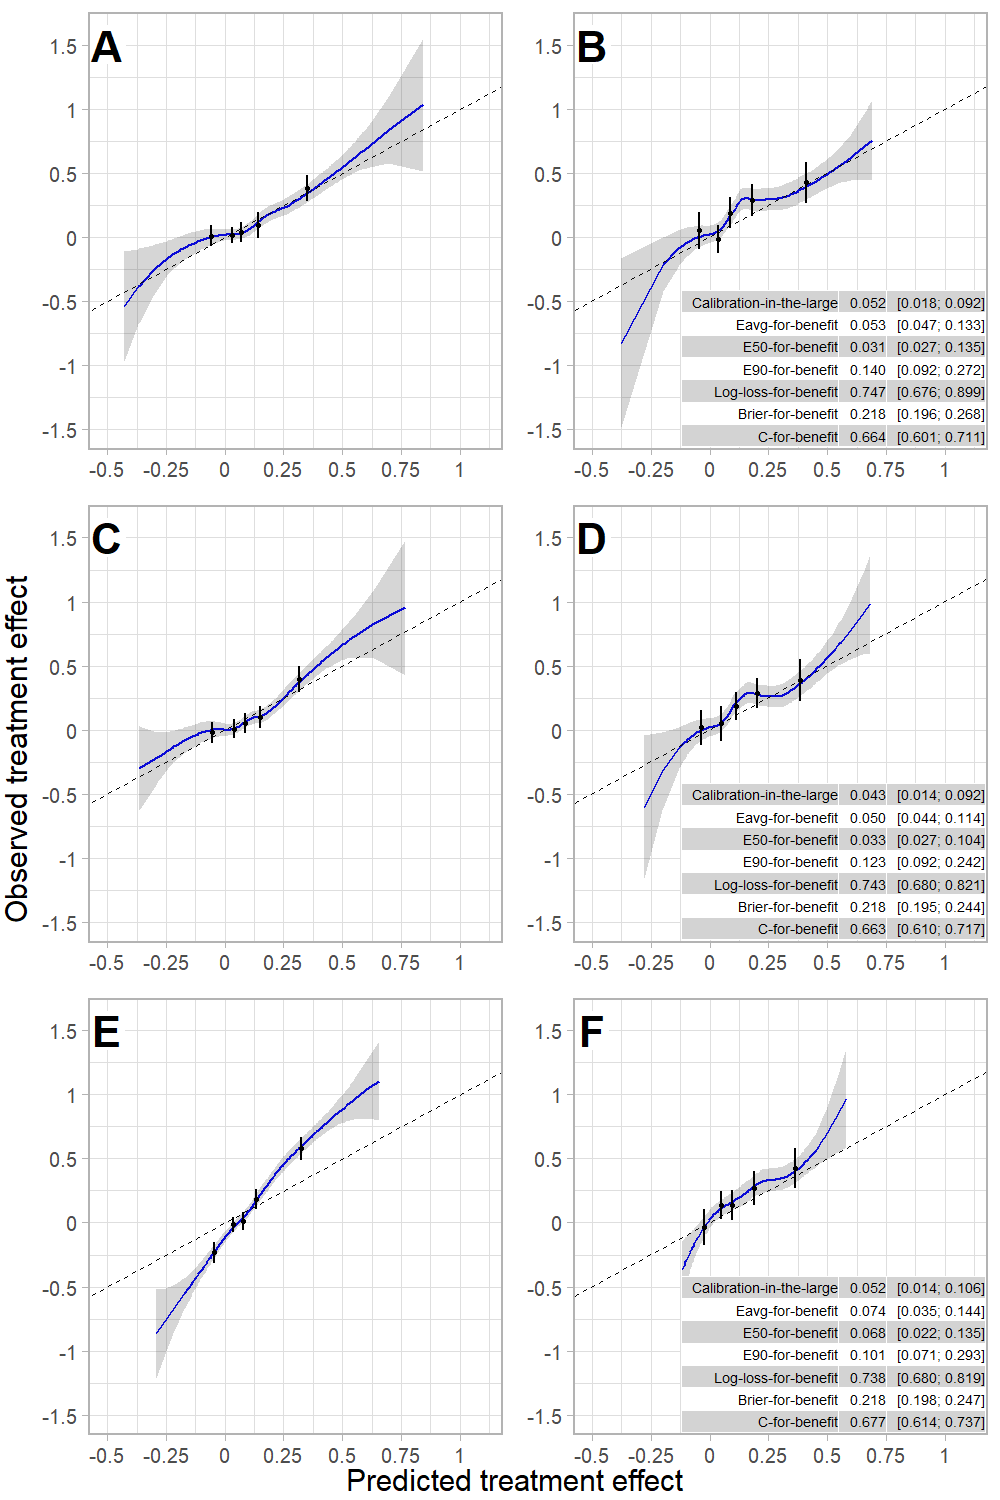 A
B
1.5
1
0.5
0
-0.5
-1
-1.5
Calibration-in-the-large 0.052 [0.018; 0.092]
Eavg-for-benefit 0.053 [0.047; 0.133]
E50-for-benefit 0.031 [0.027; 0.135]
E90-for-benefit 0.140 [0.092; 0.272]
Log-loss-for-benefit 0.747 [0.676; 0.899]
Brier-for-benefit 0.218 [0.196; 0.268]
C-for-benefit 0.664 [0.601; 0.711]
1.5
1
0.5
0
-0.5
-1
-1.5
-0.5 -0.25 0 0.25 0.5 0.75 1
-0.5 -0.25 0 0.25 0.5 0.75 1
Observed treatment effect
C
D
1.5
1
0.5
0
-0.5
-1
-1.5
1.5
1
0.5
0
-0.5
-1
-1.5
Calibration-in-the-large 0.043 [0.014; 0.092]
Eavg-for-benefit 0.050 [0.044; 0.114]
E50-for-benefit 0.033 [0.027; 0.104]
E90-for-benefit 0.123 [0.092; 0.242]
Log-loss-for-benefit 0.743 [0.680; 0.821]
Brier-for-benefit 0.218 [0.195; 0.244]
C-for-benefit 0.663 [0.610; 0.717]
-0.5 -0.25 0 0.25 0.5 0.75 1
-0.5 -0.25 0 0.25 0.5 0.75 1
E
F
1.5
1
0.5
0
-0.5
-1
-1.5
1.5
1
0.5
0
-0.5
-1
-1.5
Calibration-in-the-large 0.052 [0.014; 0.106]
Eavg-for-benefit 0.074 [0.035; 0.144]
E50-for-benefit 0.068 [0.022; 0.135]
E90-for-benefit 0.101 [0.071; 0.293]
Log-loss-for-benefit 0.738 [0.680; 0.819]
Brier-for-benefit 0.218 [0.198; 0.247]
C-for-benefit 0.677 [0.614; 0.737]
-0.5 -0.25 0 0.25 0.5 0.75 1
-0.5 -0.25 0 0.25 0.5 0.75 1
Predicted treatment effect